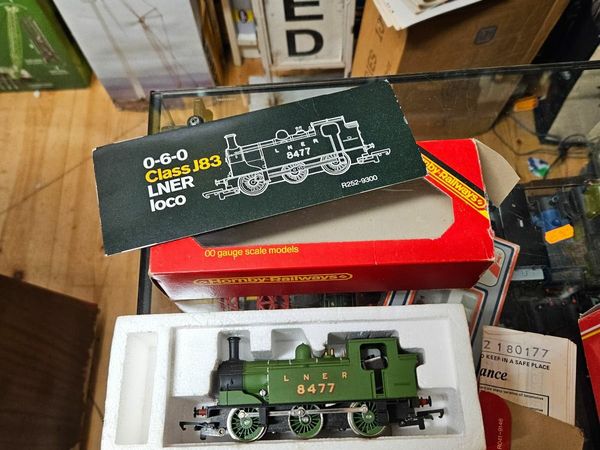 ED
0-6-0
Class J83
LNER
loco
L N E R
8477
R252-9300
Hornby Railways
00 gauge scale models
Hornby-Railways
L N E R
8477
2180177
KEEP IN A SAFE PLACE